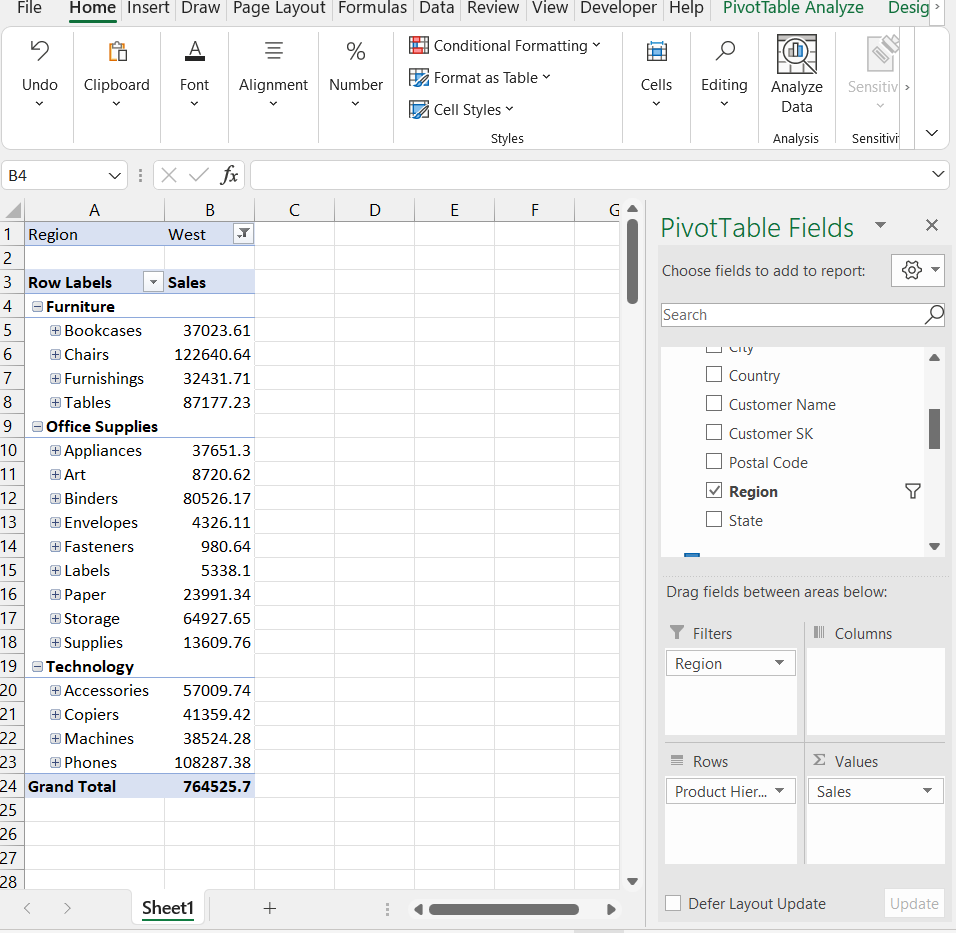 File Home Insert Draw Page Layout Formulas Data Review View Developer Help PivotTable Analyze Desig
Undo Clipboard Font Alignment % Number Conditional Formatting Format as Table Cell Styles Styles Cells Editing Analyze Data Analysis Sensitiv Sensitivi
B4 fx
A B C D E F G
1 Region West
2
3 Row Labels Sales
4 Furniture
5 Bookcases 37023.61
6 Chairs 122640.64
7 Furnishings 32431.71
8 Tables 87177.23
9 Office Supplies
10 Appliances 37651.3
11 Art 8720.62
12 Binders 80526.17
13 Envelopes 4326.11
14 Fasteners 980.64
15 Labels 5338.1
16 Paper 23991.34
17 Storage 64927.65
18 Supplies 13609.76
19 Technology
20 Accessories 57009.74
21 Copiers 41359.42
22 Machines 38524.28
23 Phones 108287.38
24 Grand Total 764525.7
25
26
27
28
Sheet1
PivotTable Fields
Choose fields to add to report:
Search
City
Country
Customer Name
Customer SK
Postal Code
Region
State
Drag fields between areas below:
Filters Columns
Region
Rows Σ Values
Product Hier... Sales
Defer Layout Update Update